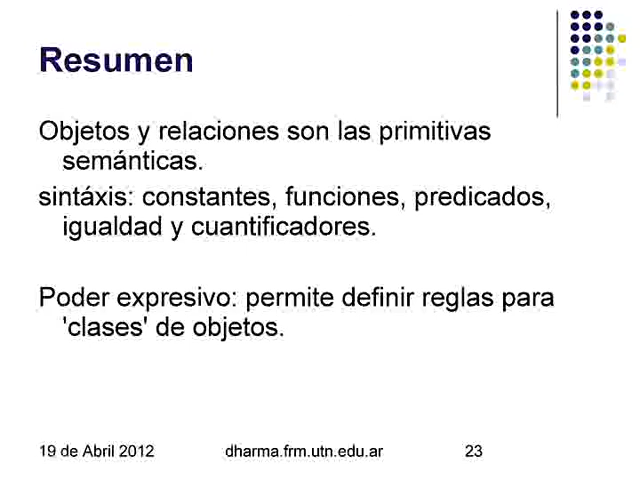 Resumen
Objetos y relaciones son las primitivas
semánticas.
sintáxis: constantes, funciones, predicados,
igualdad y cuantificadores.
Poder expresivo: permite definir reglas para
'clases' de objetos.
19 de Abril 2012 dharma.frm.utn.edu.ar 23